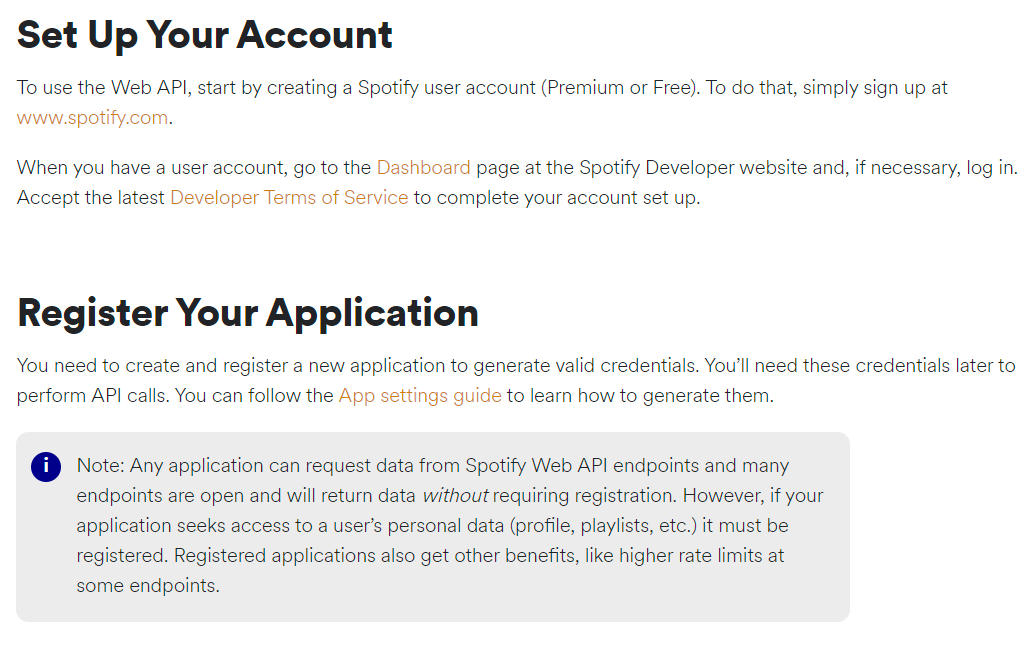 Set Up Your Account
To use the Web API, start by creating a Spotify user account (Premium or Free). To do that, simply sign up at
www.spotify.com.
When you have a user account, go to the Dashboard page at the Spotify Developer website and, if necessary, log in.
Accept the latest Developer Terms of Service to complete your account set up.
Register Your Application
You need to create and register a new application to generate valid credentials. You’ll need these credentials later to
perform API calls. You can follow the App settings guide to learn how to generate them.
i Note: Any application can request data from Spotify Web API endpoints and many
endpoints are open and will return data without requiring registration. However, if your
application seeks access to a user’s personal data (profile, playlists, etc.) it must be
registered. Registered applications also get other benefits, like higher rate limits at
some endpoints.